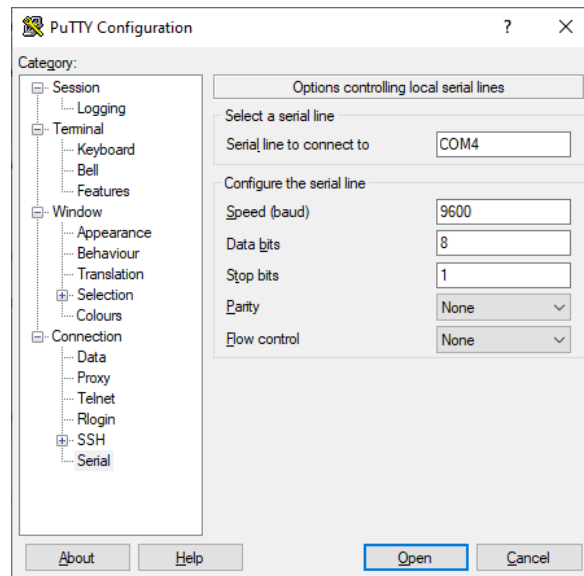 PuTTY Configuration
?
Category:
Session
Logging
Terminal
Keyboard
Bell
Features
Window
Appearance
Behaviour
Translation
Selection
Colours
Connection
Data
Proxy
Telnet
Rlogin
SSH
Serial
Options controlling local serial lines
Select a serial line
Serial line to connect to COM4
Configure the serial line
Speed (baud) 9600
Data bits 8
Stop bits 1
Parity None
Flow control None
About Help Open Cancel